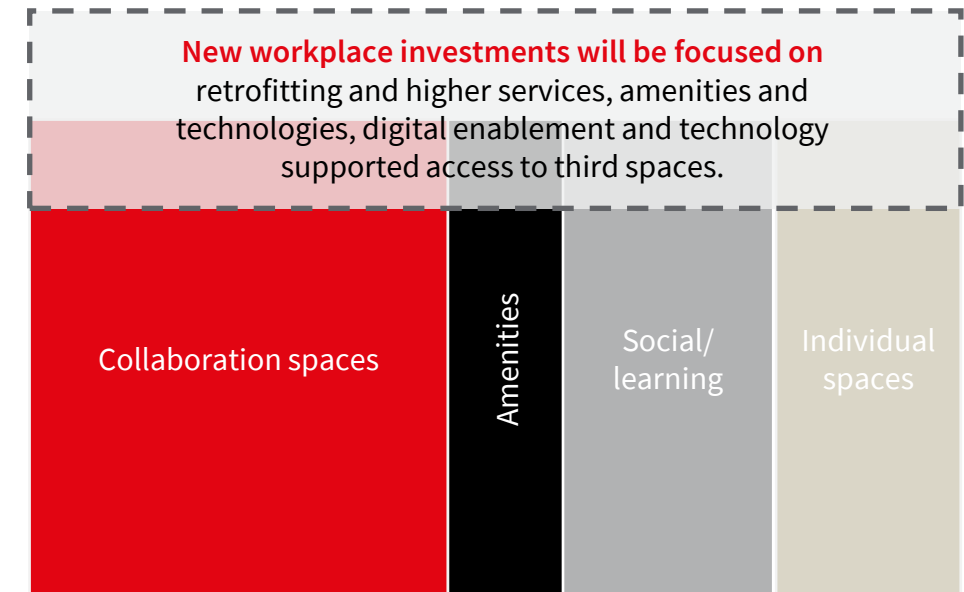 New workplace investments will be focused on
retrofitting and higher services, amenities and
technologies, digital enablement and technology
supported access to third spaces.
Collaboration spaces
Amenities
Social/
learning
Individual
spaces